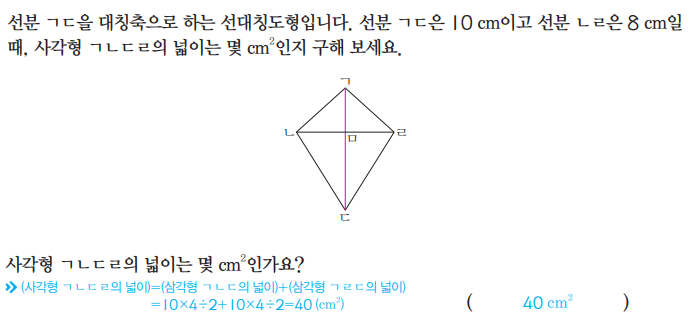 선분 ㄱㄷ을 대칭축으로 하는 선대칭도형입니다. 선분 ㄱㄷ은 10 cm이고 선분 ㄴㄹ은 8 cm일
때, 사각형 ㄱㄴㄷㄹ의 넓이는 몇 cm²인지 구해 보세요.
ㄱ
ㄴ
ㄹ
ㅁ
ㄷ
사각형 ㄱㄴㄷㄹ의 넓이는 몇 cm²인가요?
(사각형 ㄱㄴㄷㄹ의 넓이)=(삼각형 ㄱㄴㄷ의 넓이)+(삼각형 ㄱㄹㄷ의 넓이)
=10×4÷2+10×4÷2=40 (cm²)
( 40 cm² )